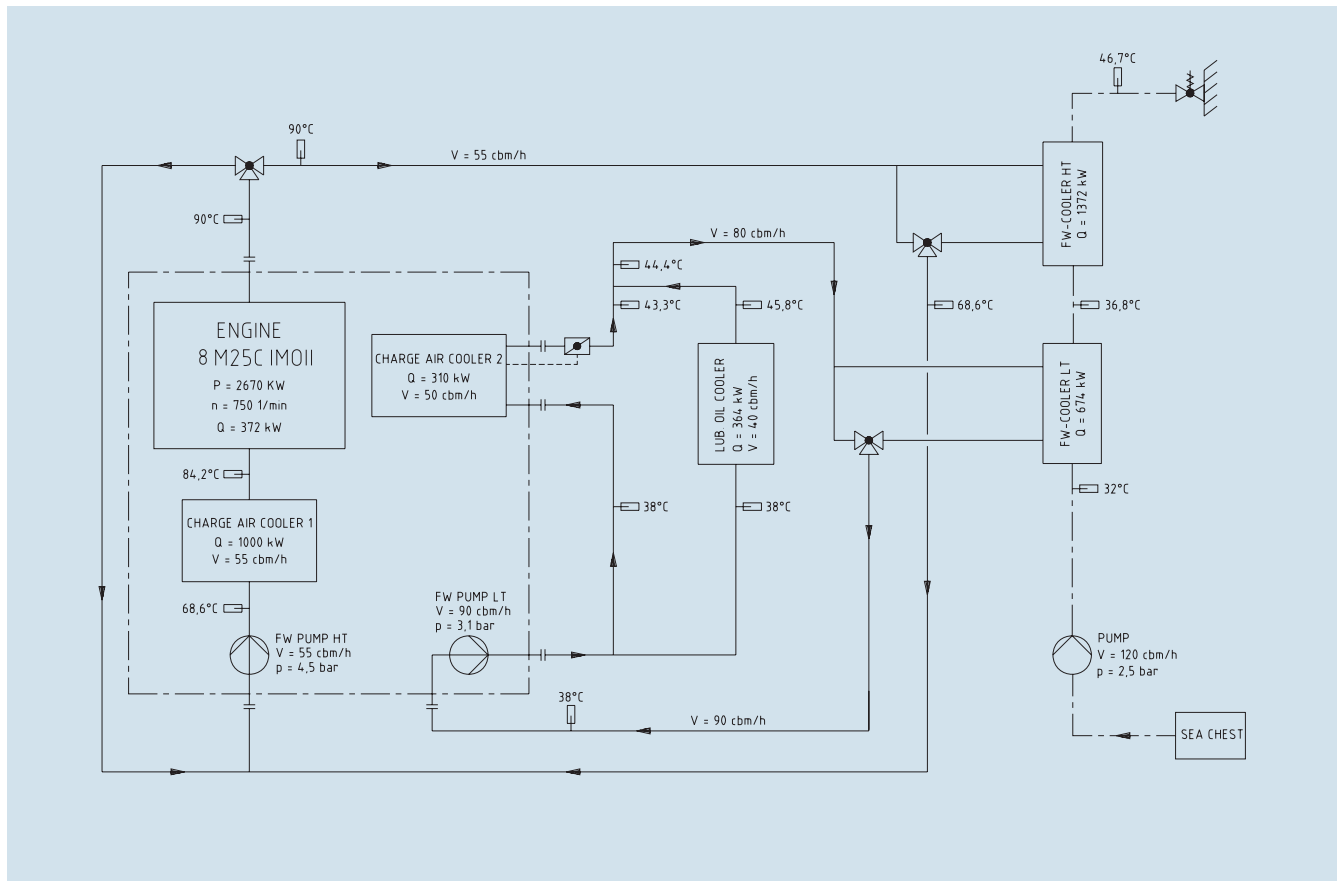 46,7°C
90°C
V = 55 cbm/h
90°C
FW-COOLER HT
Q = 1372 kW
V = 80 cbm/h
44,4°C
43,3°C
45,8°C
68,6°C
36,8°C
ENGINE
8 M25C IMOII
P = 2670 KW
n = 750 1/min
Q = 372 kW
CHARGE AIR COOLER 2
Q = 310 kW
V = 50 cbm/h
LUB. OIL COOLER
Q = 364 kW
V = 40 cbm/h
FW-COOLER LT
Q = 674 kW
84,2°C
32°C
38°C
38°C
CHARGE AIR COOLER 1
Q = 1000 kW
V = 55 cbm/h
68,6°C
FW PUMP LT
V = 90 cbm/h
p = 3,1 bar
FW PUMP HT
V = 55 cbm/h
p = 4,5 bar
PUMP
V = 120 cbm/h
p = 2,5 bar
38°C
V = 90 cbm/h
SEA CHEST